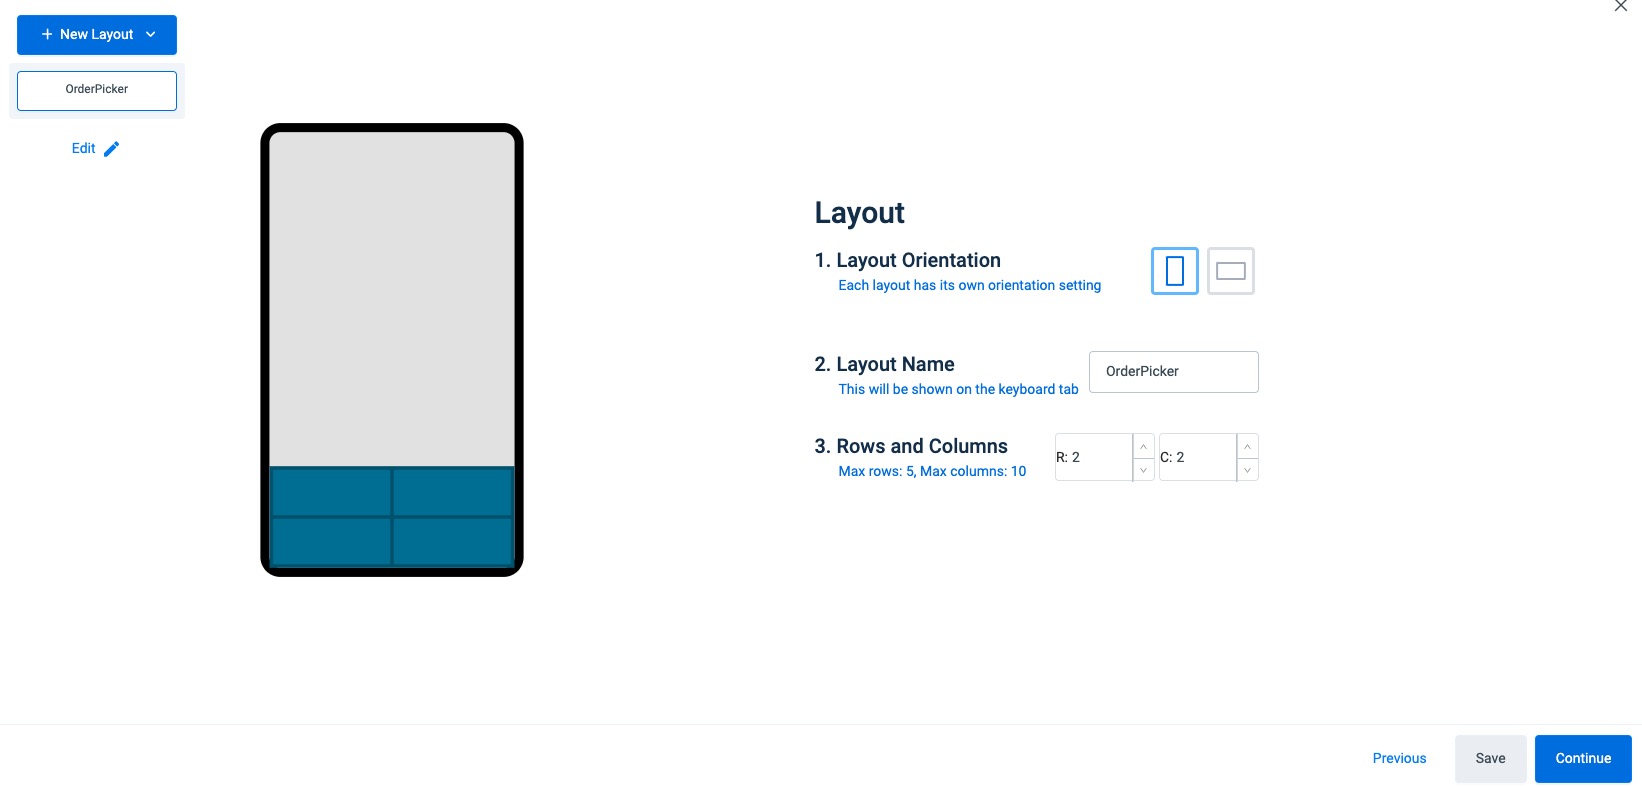 New Layout
OrderPicker
Edit
Layout
1. Layout Orientation
Each layout has its own orientation setting
2. Layout Name
This will be shown on the keyboard tab
OrderPicker
3. Rows and Columns
Max rows: 5, Max columns: 10
R: 2
C: 2
Previous
Save
Continue